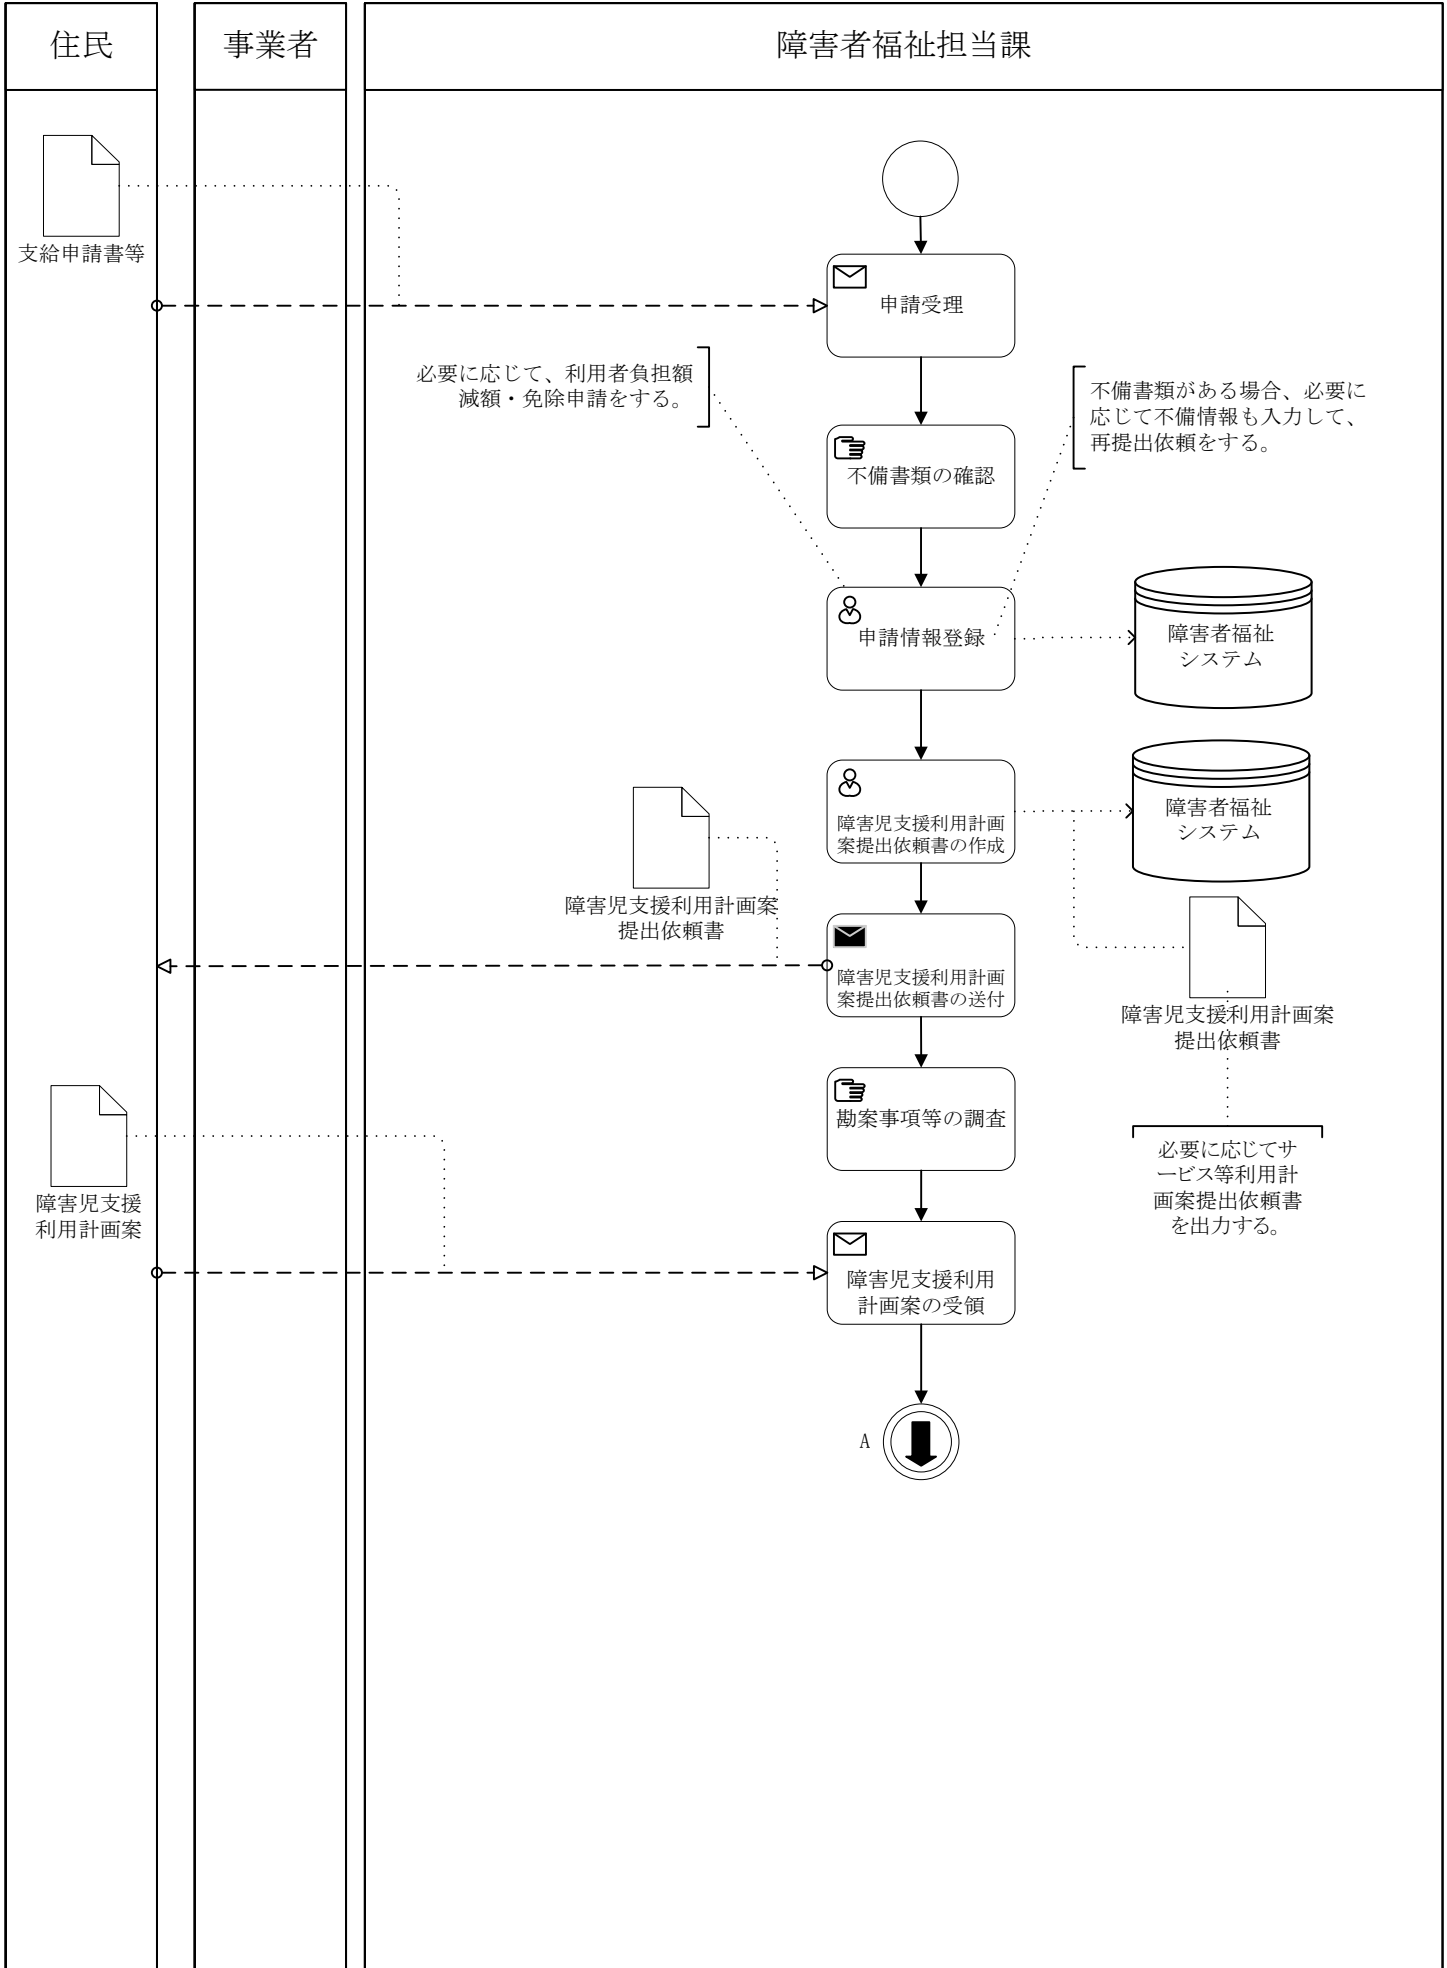 住民
事業者
障害者福祉担当課
支給申請書等
申請受理
必要に応じて、利用者負担額
減額・免除申請をする。
不備書類がある場合、必要に
応じて不備情報も入力して、
再提出依頼をする。
不備書類の確認
申請情報登録
障害者福祉
システム
障害児支援利用計画
案提出依頼書の作成
障害者福祉
システム
障害児支援利用計画案
提出依頼書
障害児支援利用計画
案提出依頼書の送付
障害児支援利用計画案
提出依頼書
勘案事項等の調査
必要に応じてサ
ービス等利用計
画案提出依頼書
を出力する。
障害児支援
利用計画案
障害児支援利用
計画案の受領
A